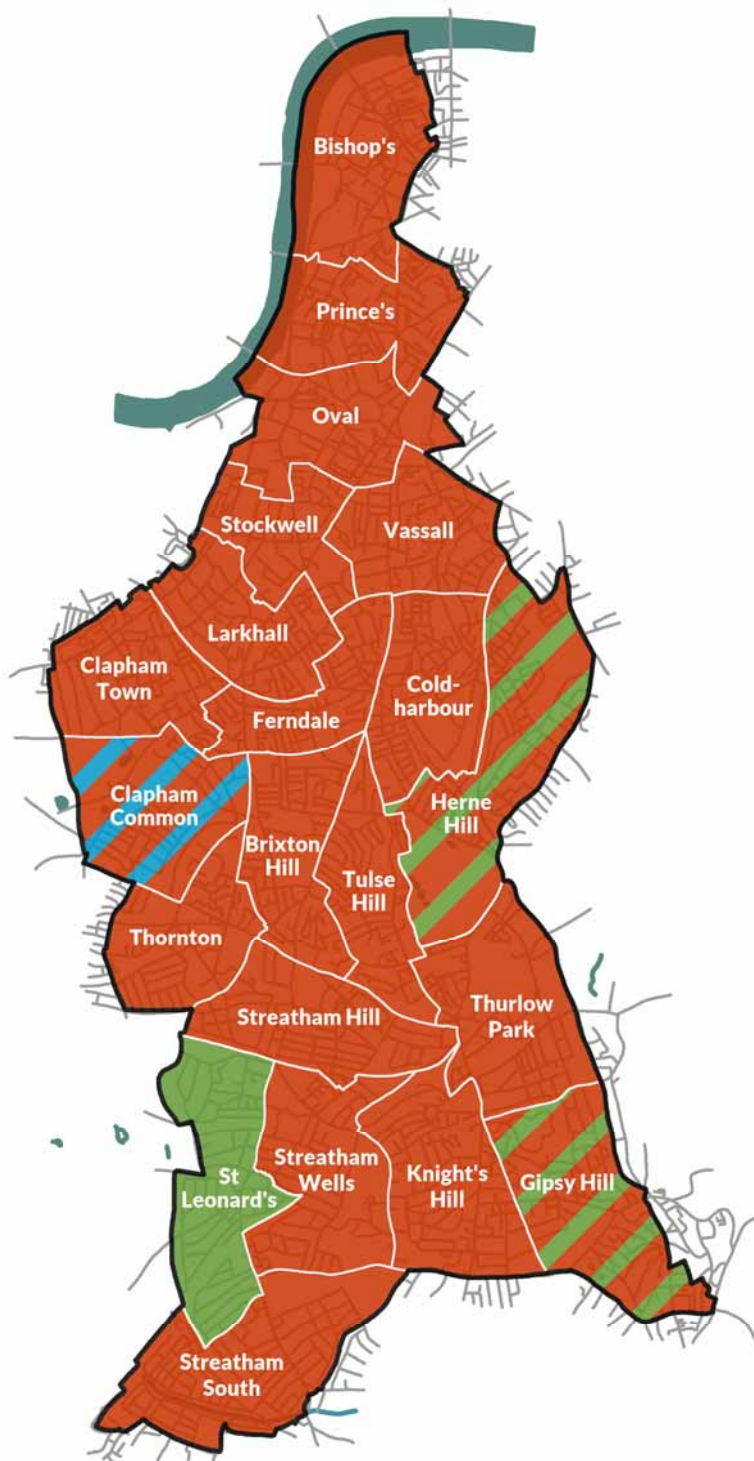 Bishop's
Prince's
Oval
Stockwell
Vassall
Larkhall
Clapham
Town
Cold-
harbour
Ferndale
Clapham
Common
Herne
Hill
Brixton
Hill
Tulse
Hill
Thornton
Streatham Hill
Thurlow
Park
St
Leonard's
Streatham
Wells
Knight's
Hill
Gipsy Hill
Streatham
South